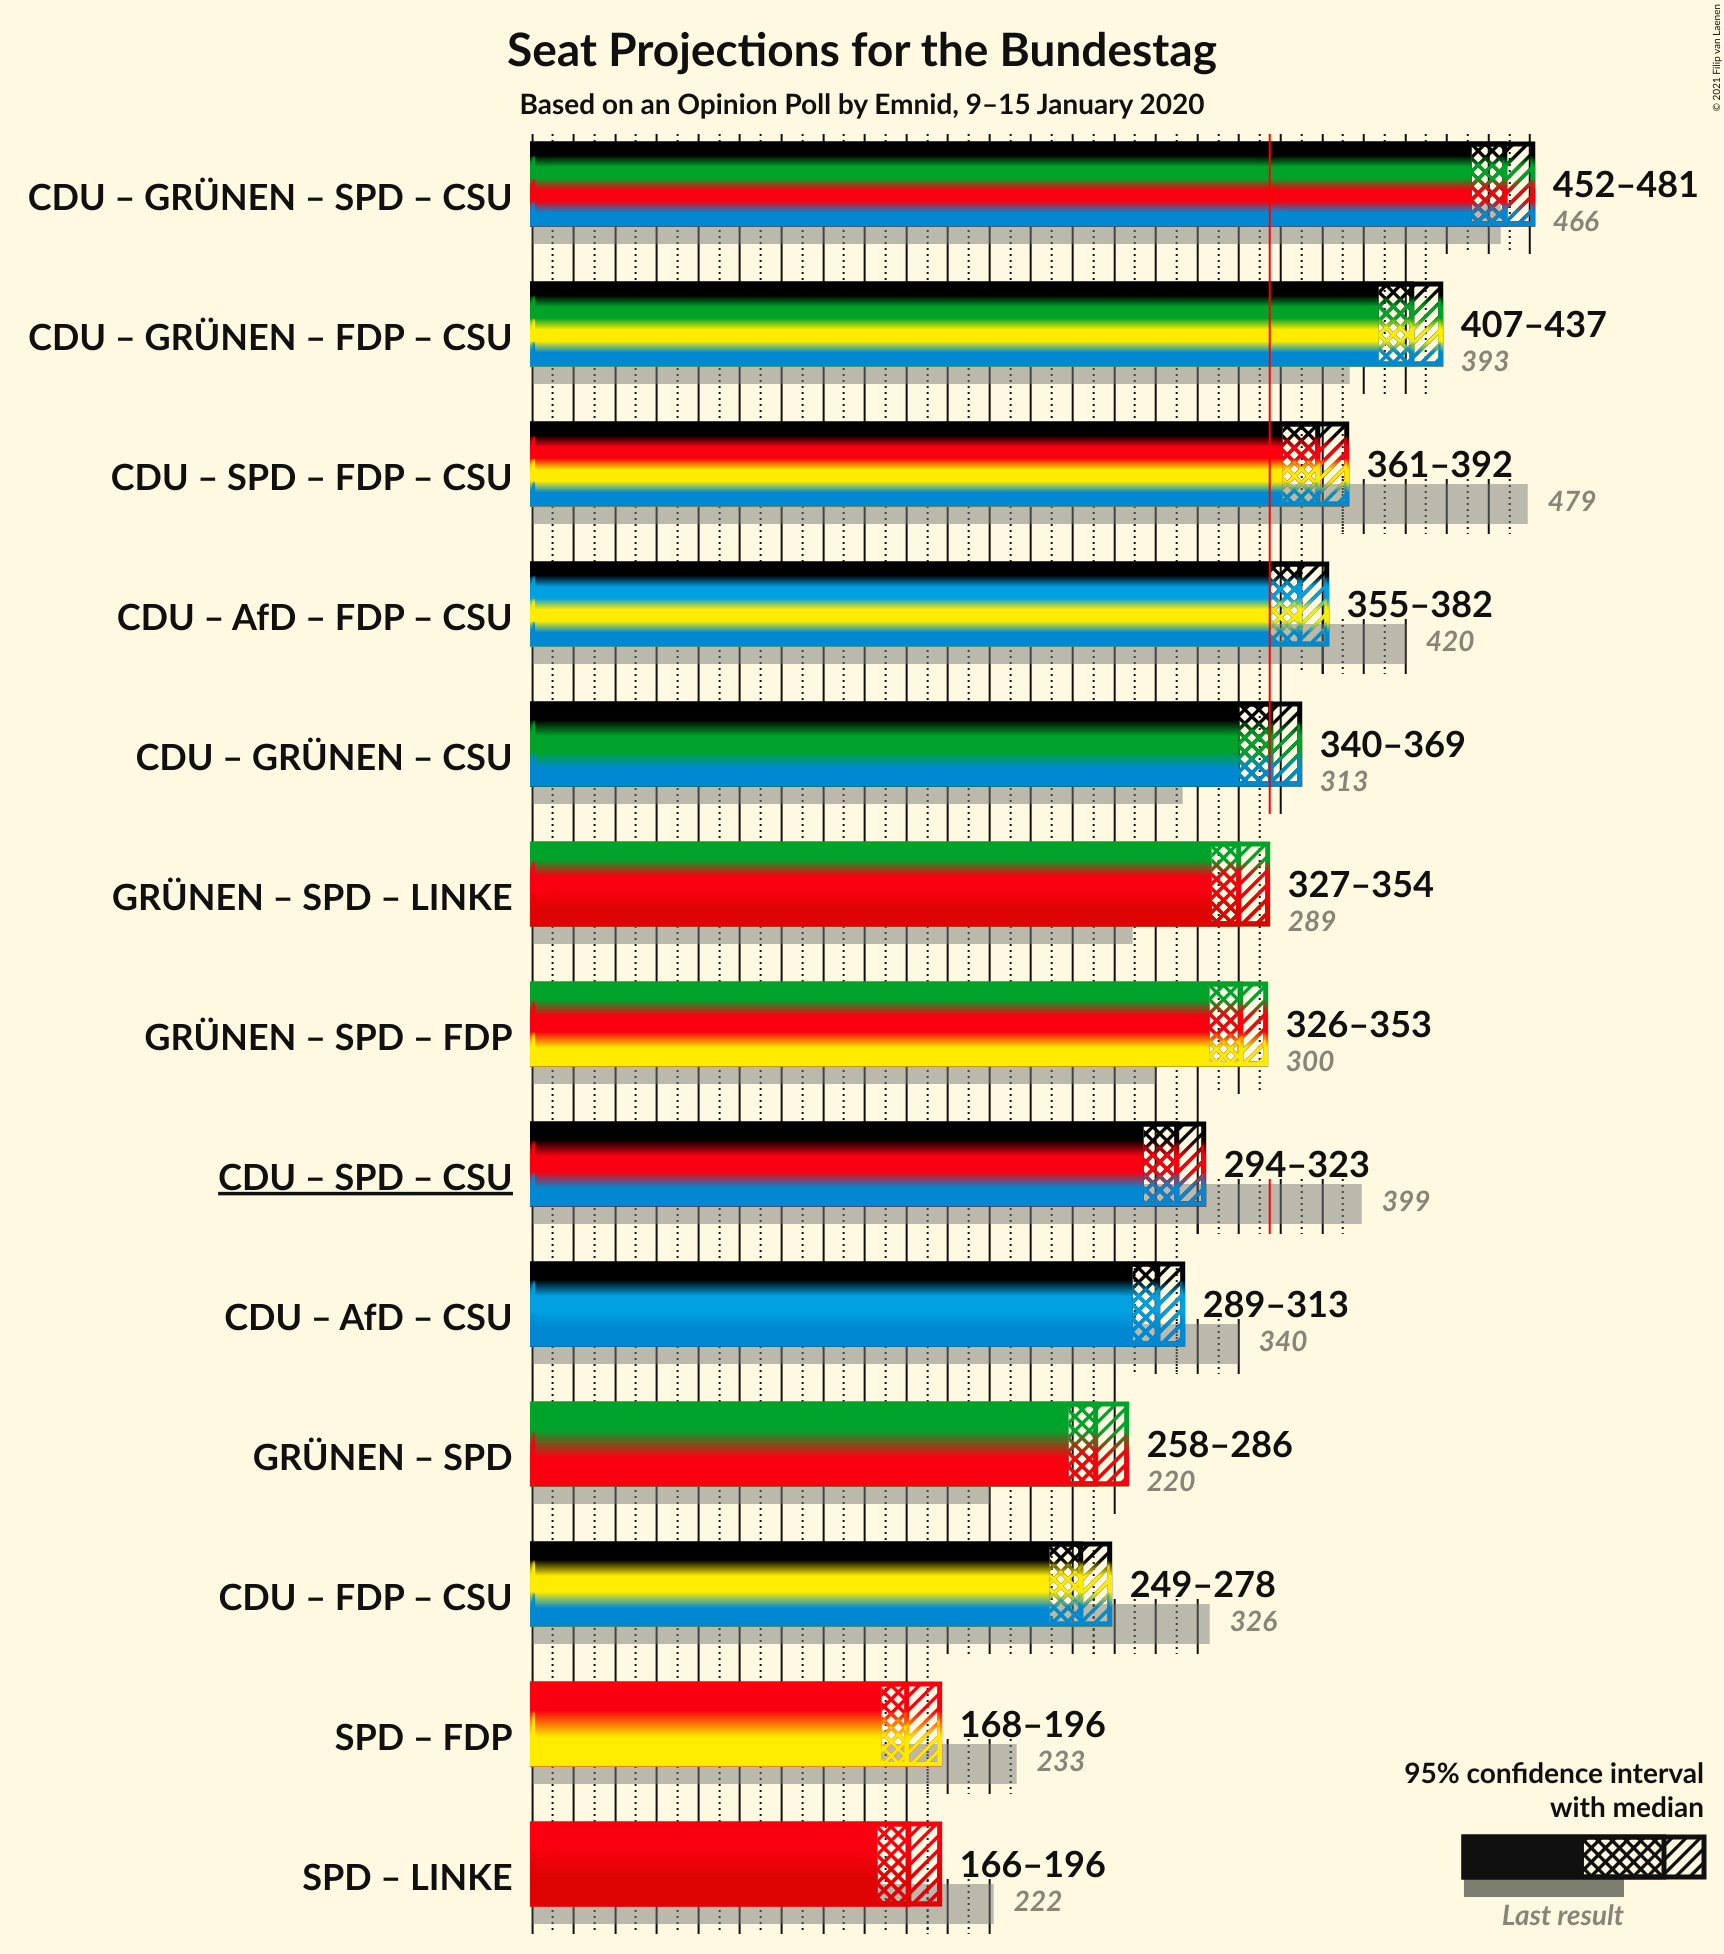 Seat Projections for the Bundestag
Based on an Opinion Poll by Emnid, 9–15 January 2020
© 2021 Filip van Laenen
CDU – GRÜNEN – SPD – CSU
452–481
466
CDU – GRÜNEN – FDP – CSU
407–437
393
CDU – SPD – FDP – CSU
361–392
479
CDU – AfD – FDP – CSU
355–382
420
CDU – GRÜNEN – CSU
340–369
313
GRÜNEN – SPD – LINKE
327–354
289
GRÜNEN – SPD – FDP
326–353
300
CDU – SPD – CSU
294–323
399
CDU – AfD – CSU
289–313
340
GRÜNEN – SPD
258–286
220
CDU – FDP – CSU
249–278
326
SPD – FDP
168–196
233
SPD – LINKE
166–196
222
95% confidence interval
with median
Last result